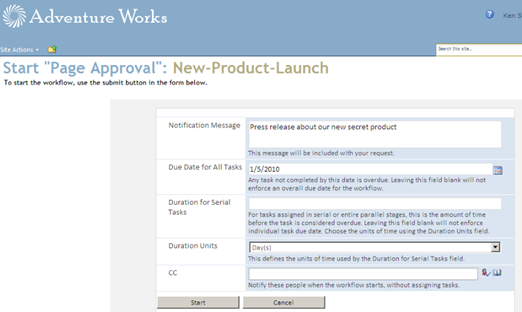 Adventure Works
Ken S
Site Actions
Search this site...
Start "Page Approval": New-Product-Launch
To start the workflow, use the submit button in the form below.
Notification Message
Press release about our new secret product
This message will be included with your request.
Due Date for All Tasks
1/5/2010
Any task not completed by this date is overdue. Leaving this field blank will not
enforce an overall due date for the workflow.
Duration for Serial
Tasks
For tasks assigned in serial or entire parallel stages, this is the amount of time
before the task is considered overdue. Leaving this field blank will not enforce
individual task due date. Choose the units of time using the Duration Units field.
Duration Units
Day(s)
This defines the units of time used by the Duration for Serial Tasks field.
CC
Notify these people when the workflow starts, without assigning tasks.
Start
Cancel